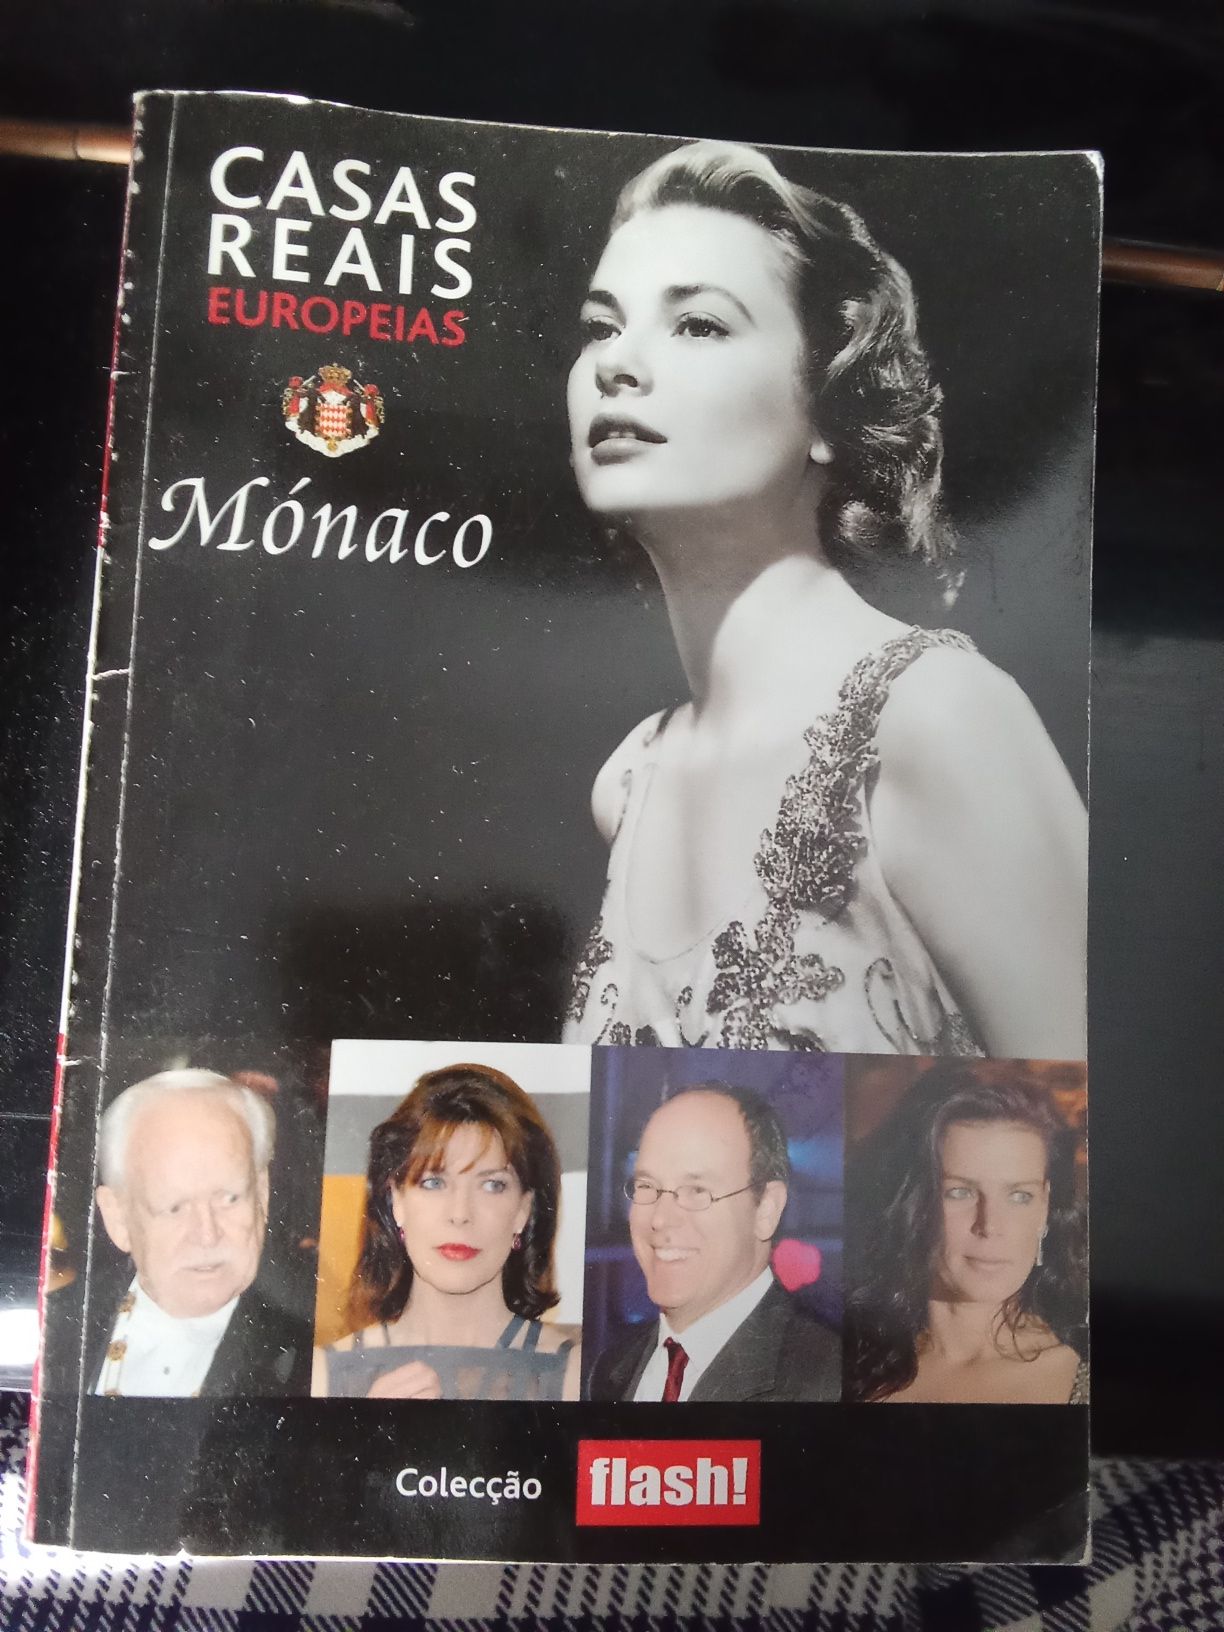 CASAS
REAIS
EUROPEIAS
Mónaco
Colecção
flash!